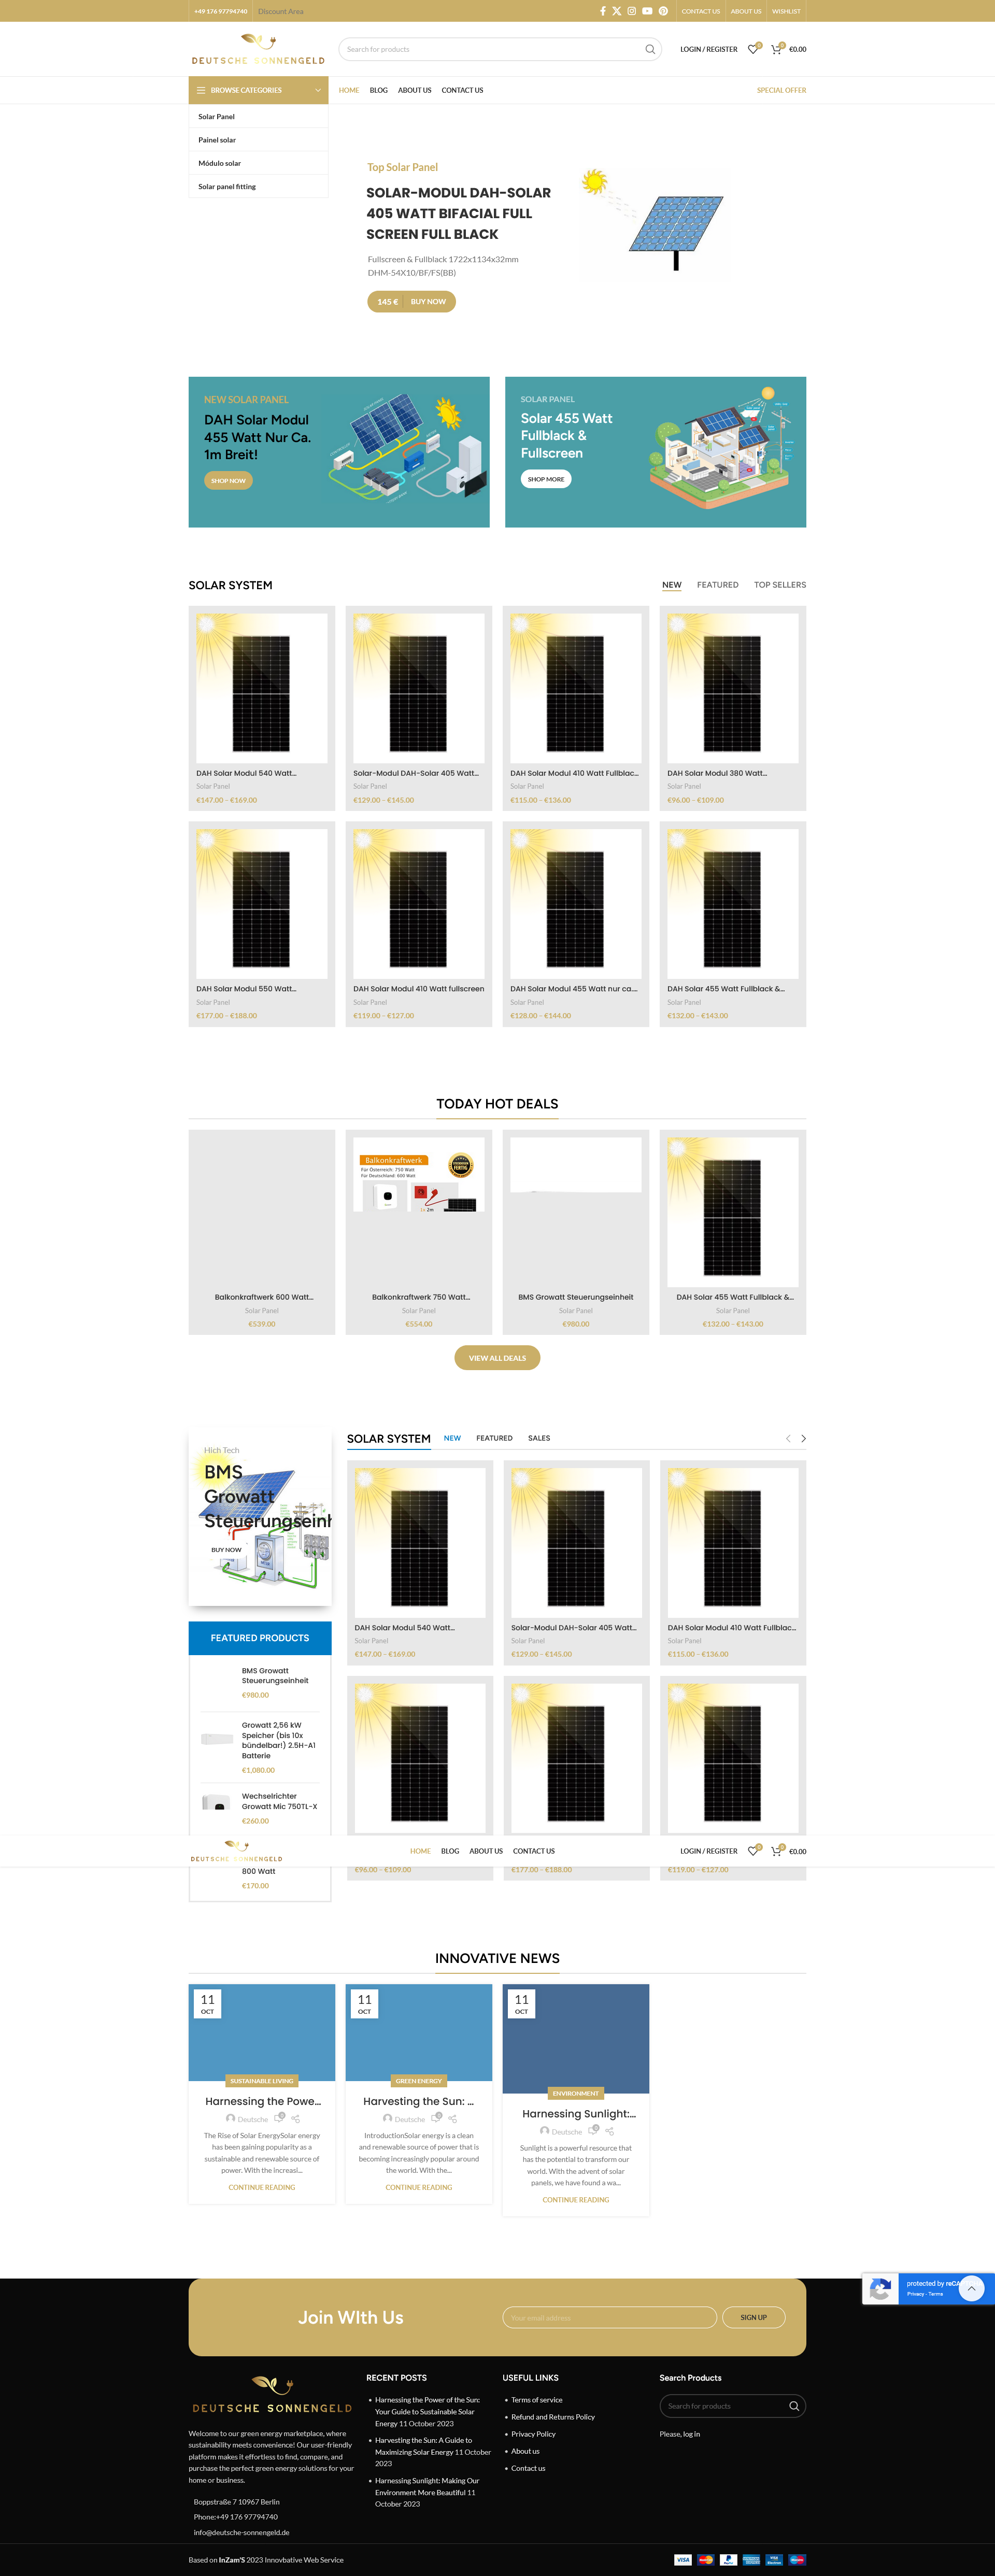 +49 176 97794740
Discount Area
CONTACT US
ABOUT US
WISHLIST
DEUTSCHE SONNENGELD
Search for products
LOGIN / REGISTER
0
0
€0.00
BROWSE CATEGORIES
HOME
BLOG
ABOUT US
CONTACT US
SPECIAL OFFER
Solar Panel
Painel solar
Módulo solar
Solar panel fitting
Top Solar Panel
SOLAR-MODUL DAH-SOLAR
405 WATT BIFACIAL FULL
SCREEN FULL BLACK
Fullscreen & Fullblack 1722x1134x32mm
DHM-54X10/BF/FS(BB)
145 €
BUY NOW
NEW SOLAR PANEL
DAH Solar Modul
455 Watt Nur Ca.
1m Breit!
SHOP NOW
SOLAR PANEL
Solar 455 Watt
Fullblack &
Fullscreen
SHOP MORE
SOLAR SYSTEM
NEW
FEATURED
TOP SELLERS
DAH Solar Modul 540 Watt...
Solar Panel
€147.00 – €169.00
Solar-Modul DAH-Solar 405 Watt...
Solar Panel
€129.00 – €145.00
DAH Solar Modul 410 Watt Fullblac...
Solar Panel
€115.00 – €136.00
DAH Solar Modul 380 Watt...
Solar Panel
€96.00 – €109.00
DAH Solar Modul 550 Watt...
Solar Panel
€177.00 – €188.00
DAH Solar Modul 410 Watt fullscreen
Solar Panel
€119.00 – €127.00
DAH Solar Modul 455 Watt nur ca....
Solar Panel
€128.00 – €144.00
DAH Solar 455 Watt Fullblack &...
Solar Panel
€132.00 – €143.00
TODAY HOT DEALS
Balkonkraftwerk 600 Watt...
Solar Panel
€539.00
Balkonkraftwerk
Für Österreich: 750 Watt
Für Deutschland: 600 Watt
1x 2m
Balkonkraftwerk 750 Watt...
Solar Panel
€554.00
BMS Growatt Steuerungseinheit
Solar Panel
€980.00
DAH Solar 455 Watt Fullblack &...
Solar Panel
€132.00 – €143.00
VIEW ALL DEALS
Hich Tech
BMS
Growatt
Steuerungseinh
BUY NOW
FEATURED PRODUCTS
BMS Growatt
Steuerungseinheit
€980.00
Growatt 2,56 kW
Speicher (bis 10x
bündelbar!) 2.5H-A1
Batterie
€1,080.00
Wechselrichter
Growatt Mic 750TL-X
€260.00
800 Watt
€170.00
SOLAR SYSTEM
NEW
FEATURED
SALES
DAH Solar Modul 540 Watt...
Solar Panel
€147.00 – €169.00
Solar-Modul DAH-Solar 405 Watt...
Solar Panel
€129.00 – €145.00
DAH Solar Modul 410 Watt Fullblac...
Solar Panel
€115.00 – €136.00
DEUTSCHE SONNENGELD
HOME
BLOG
ABOUT US
CONTACT US
LOGIN / REGISTER
0
0
€0.00
€96.00 – €109.00
€177.00 – €188.00
€119.00 – €127.00
INNOVATIVE NEWS
11
OCT
SUSTAINABLE LIVING
Harnessing the Powe...
Deutsche
0
The Rise of Solar EnergySolar energy
has been gaining popularity as a
sustainable and renewable source of
power. With the increasi...
CONTINUE READING
11
OCT
GREEN ENERGY
Harvesting the Sun: ...
Deutsche
0
IntroductionSolar energy is a clean
and renewable source of power that is
becoming increasingly popular around
the world. With the...
CONTINUE READING
11
OCT
ENVIRONMENT
Harnessing Sunlight:...
Deutsche
0
Sunlight is a powerful resource that
has the potential to transform our
world. With the advent of solar
panels, we have found a wa...
CONTINUE READING
protected by reCA
Privacy - Terms
Join With Us
Your email address
SIGN UP
DEUTSCHE SONNENGELD
Welcome to our green energy marketplace, where
sustainability meets convenience! Our user-friendly
platform makes it effortless to find, compare, and
purchase the perfect green energy solutions for your
home or business.
Boppstraße 7 10967 Berlin
Phone:+49 176 97794740
info@deutsche-sonnengeld.de
RECENT POSTS
Harnessing the Power of the Sun:
Your Guide to Sustainable Solar
Energy 11 October 2023
Harvesting the Sun: A Guide to
Maximizing Solar Energy 11 October
2023
Harnessing Sunlight: Making Our
Environment More Beautiful 11
October 2023
USEFUL LINKS
Terms of service
Refund and Returns Policy
Privacy Policy
About us
Contact us
Search Products
Search for products
Please, log in
Based on InZam'S 2023 Innovbative Web Service
VISA
MasterCard
PayPal
AMERICAN EXPRESS
VISA Electron
Maestro